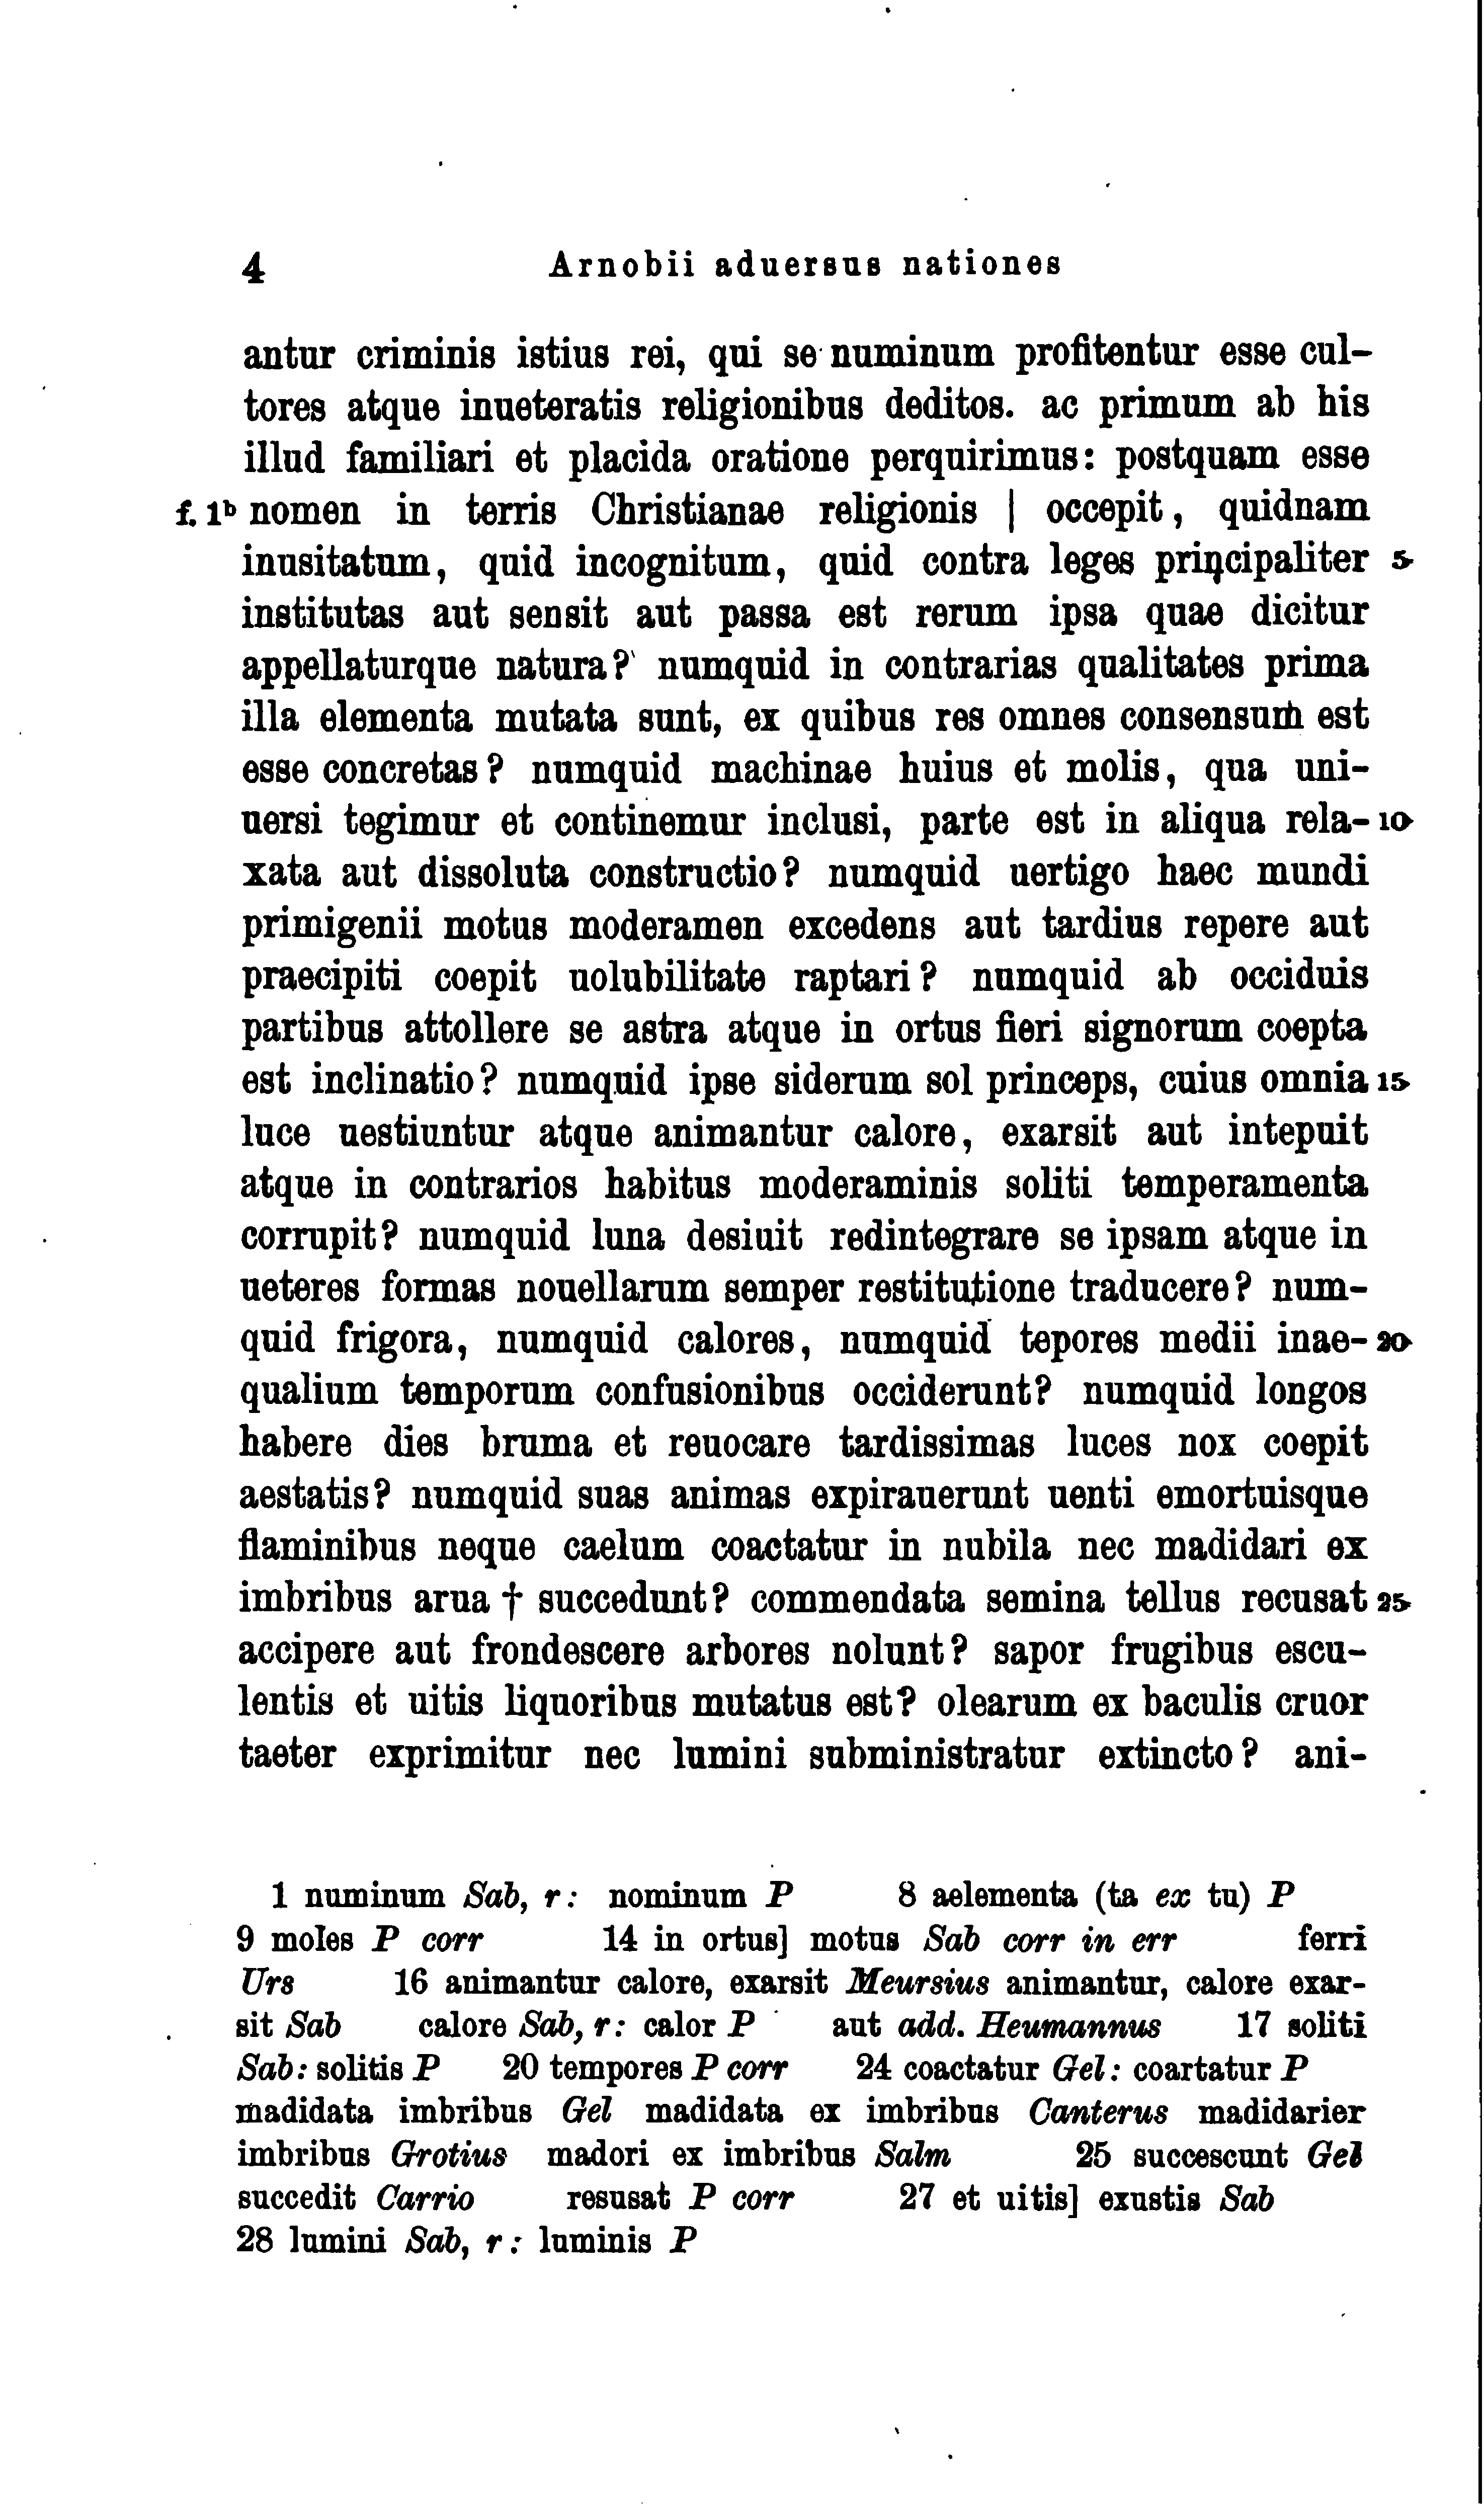 4 Arnobii aduersus nationes
antur criminis istius rei, qui se numinum profitentur esse cul-
tores atque inueteratis religionibus deditos. ac primum ab his
illud familiari et placida oratione perquirimus: postquam esse
f. 1b nomen in terris Christianae religionis | occepit, quidnam
inusitatum, quid incognitum, quid contra leges principaliter 5
institutas aut sensit aut passa est rerum ipsa quae dicitur
appellaturque natura? numquid in contrarias qualitates prima
illa elementa mutata sunt, ex quibus res omnes consensum est
esse concretas? numquid machinae huius et molis, qua uni-
uersi tegimur et continemur inclusi, parte est in aliqua rela- 10
xata aut dissoluta constructio? numquid uertigo haec mundi
primigenii motus moderamen excedens aut tardius repere aut
praecipiti coepit uolubilitate raptari? numquid ab occiduis
partibus attollere se astra atque in ortus fieri signorum coepta
est inclinatio? numquid ipse siderum sol princeps, cuius omnia 15
luce uestiuntur atque animantur calore, exarsit aut intepuit
atque in contrarios habitus moderaminis soliti temperamenta
corrupit? numquid luna desiuit redintegrare se ipsam atque in
ueteres formas nouellarum semper restitutione traducere? num-
quid frigora, numquid calores, numquid tepores medii inae- 20
qualium temporum confusionibus occiderunt? numquid longos
habere dies bruma et reuocare tardissimas luces nox coepit
aestatis? numquid suas animas expirauerunt uenti emortuisque
flaminibus neque caelum coactatur in nubila nec madidari ex
imbribus arua † succedunt? commendata semina tellus recusat 25
accipere aut frondescere arbores nolunt? sapor frugibus escu-
lentis et uitis liquoribus mutatus est? olearum ex baculis cruor
taeter exprimitur nec lumini subministratur extincto? ani-
1 numinum Sab, r: nominum P 8 aelementa (ta ex tu) P
9 moles P corr 14 in ortus] motus Sab corr in err ferri
Urs 16 animantur calore, exarsit Meursius animantur, calore exar-
sit Sab calore Sab, r: calor P aut add. Heumannus 17 soliti
Sab: solitis P 20 tempores P corr 24 coactatur Gel: coartatur P
madidata imbribus Gel madidata ex imbribus Canterus madidarier
imbribus Grotius madori ex imbribus Salm 25 succescunt Gel
succedit Carrio resusat P corr 27 et uitis] exustis Sab
28 lumini Sab, r: luminis P